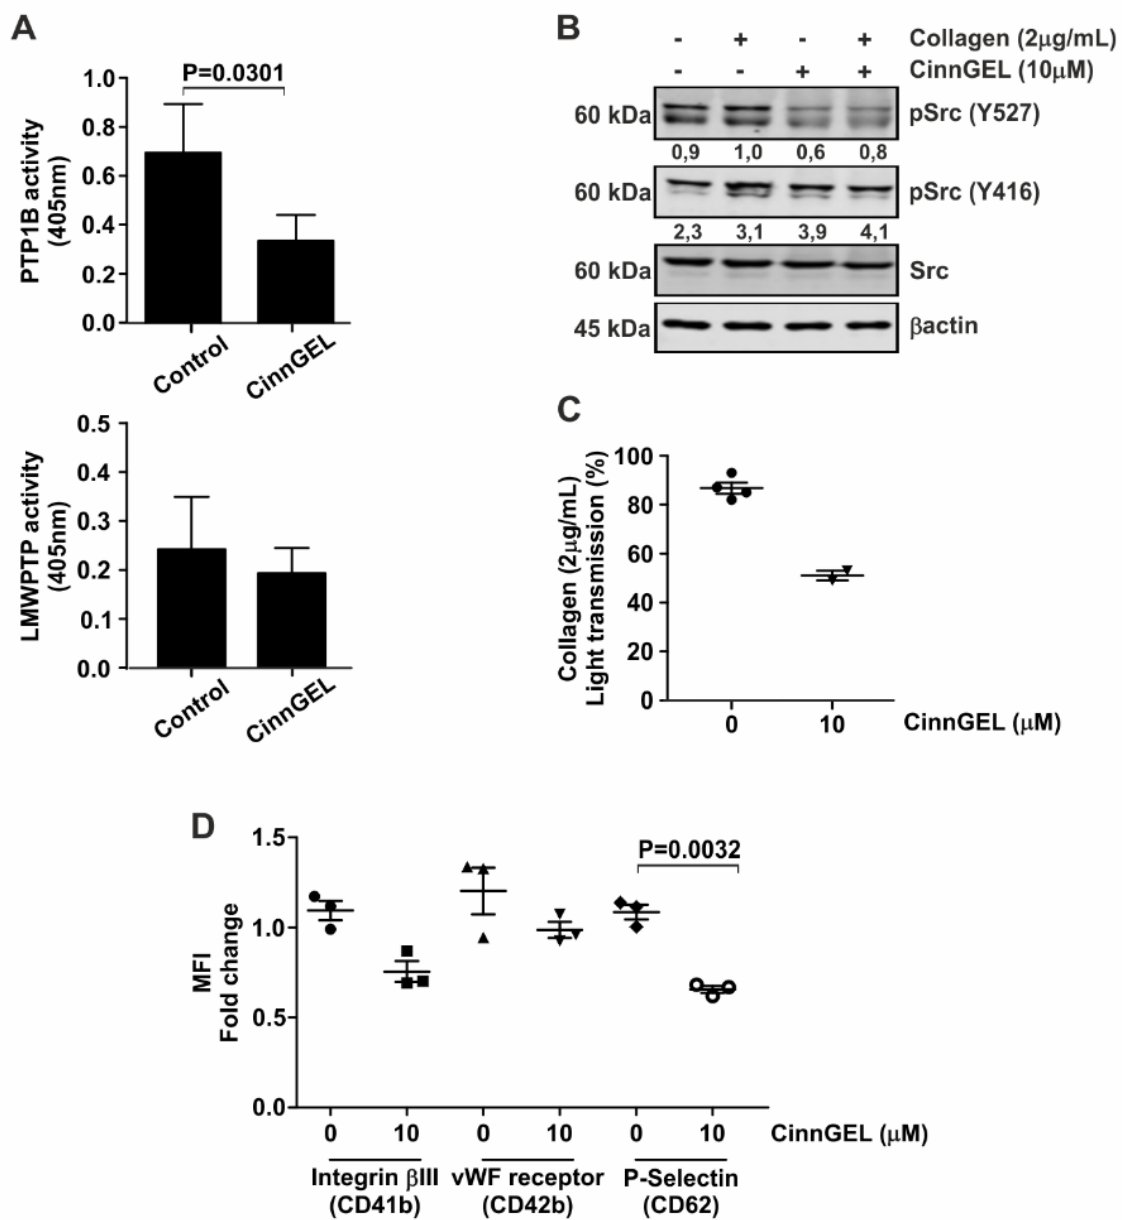 A
P=0.0301
1.0
0.8
0.6
0.4
0.2
0.0
PTP1B activity
(405nm)
Control
CinnGEL
0.5
0.4
0.3
0.2
0.1
0.0
LMWPTP activity
(405nm)
Control
CinnGEL
B
- + - + Collagen (2μg/mL)
- - + + CinnGEL (10μM)
60 kDa pSrc (Y527)
0,9 1,0 0,6 0,8
60 kDa pSrc (Y416)
2,3 3,1 3,9 4,1
60 kDa Src
45 kDa βactin
C
Collagen (2μg/mL)
Light transmission (%)
100
80
60
40
20
0
0 10 CinnGEL (μM)
D
P=0.0032
MFI
Fold change
1.5
1.0
0.5
0.0
0 10 0 10 0 10 CinnGEL (μM)
Integrin βIII vWF receptor P-Selectin
(CD41b) (CD42b) (CD62)